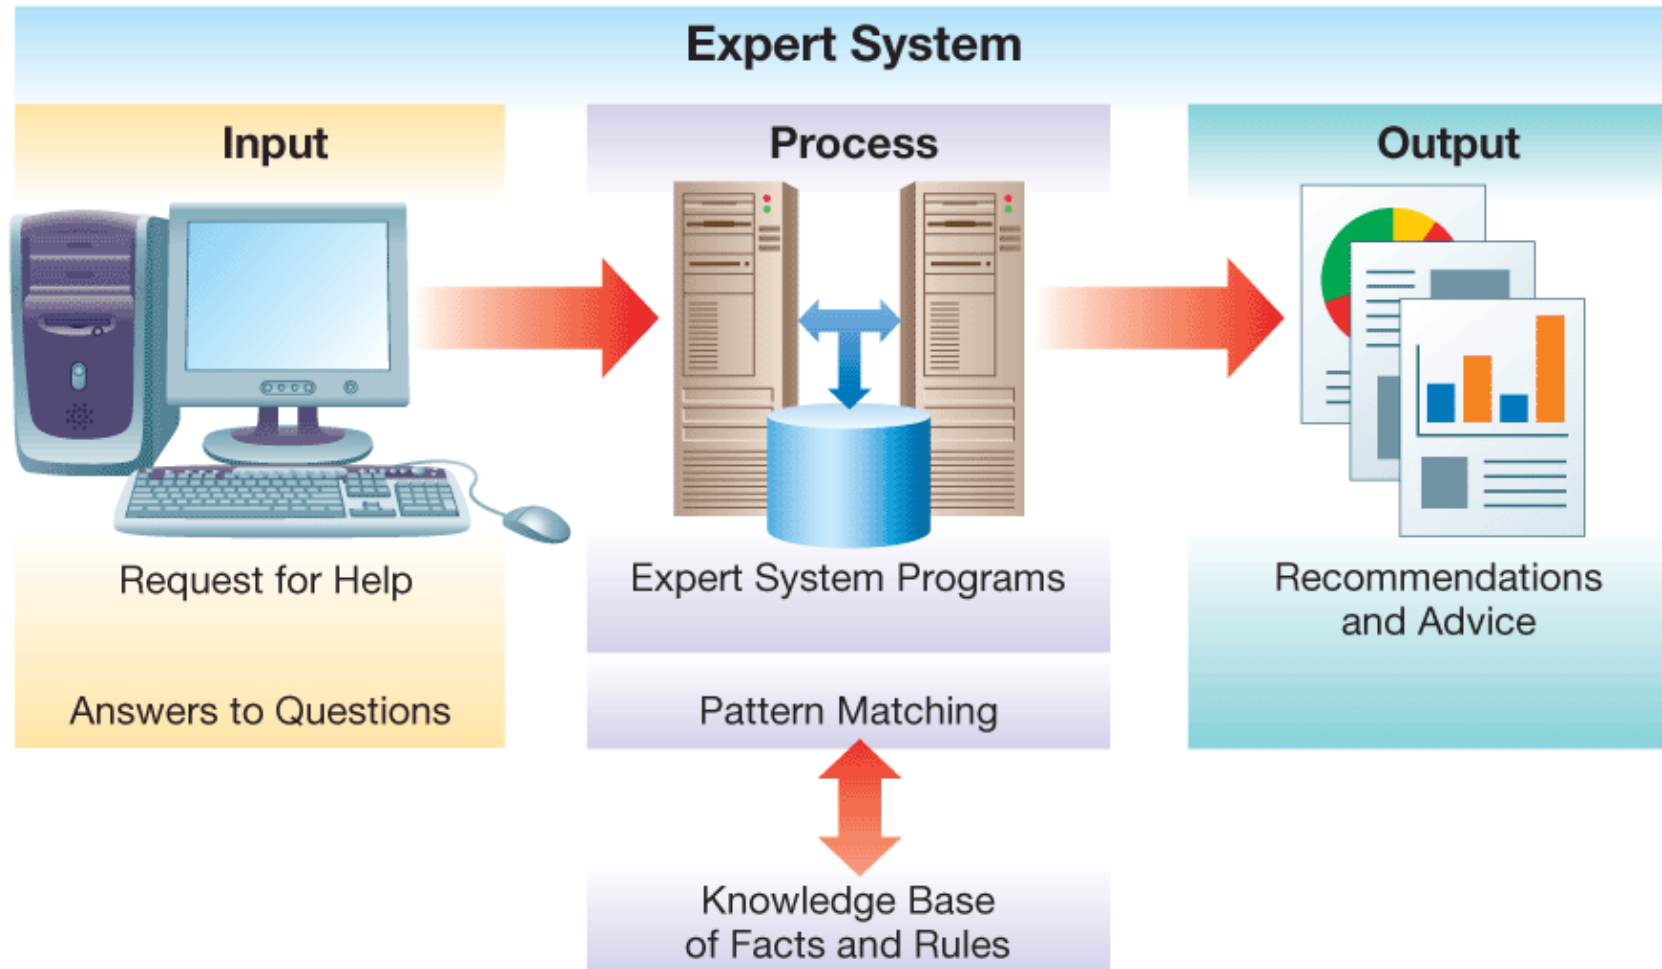 Expert System
Input
Process
Output
Request for Help
Answers to Questions
Expert System Programs
Pattern Matching
Knowledge Base
of Facts and Rules
Recommendations
and Advice